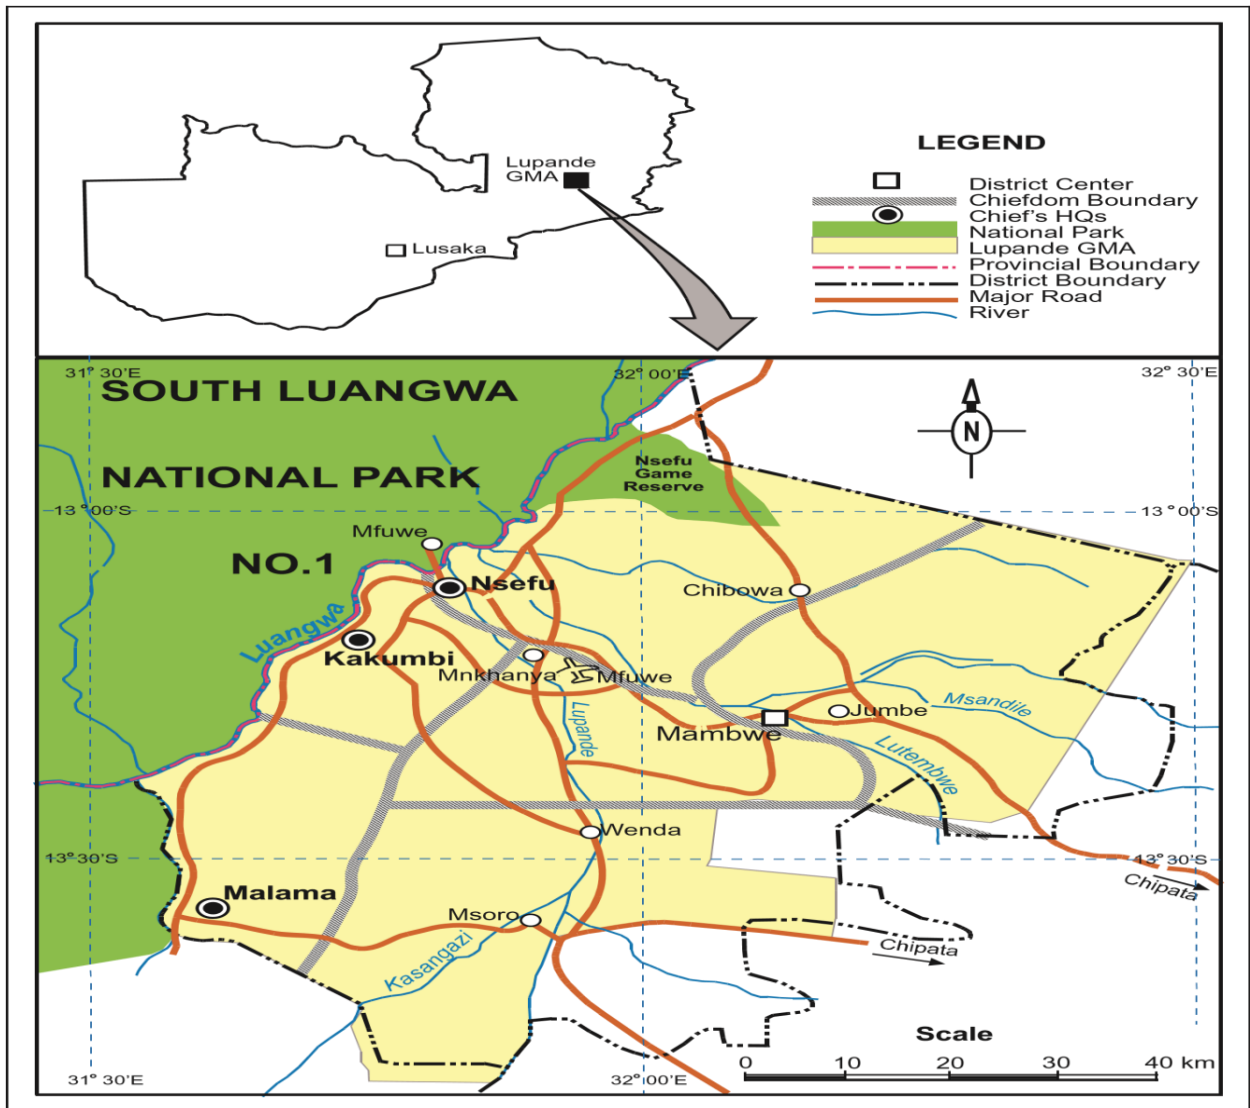 Lupande
GMA
Lusaka
LEGEND
District Center
Chiefdom Boundary
Chief's HQs
National Park
Lupande GMA
Provincial Boundary
District Boundary
Major Road
River
31° 30'E
32° 00'E
32° 30'E
SOUTH LUANGWA
NATIONAL PARK
NO.1
N
Nsefu
Game
Reserve
13° 00'S
13° 00'S
Mfuwe
Nsefu
Chibowa
Luangwa
Kakumbi
Mnkhanya
Mfuwe
Lupande
Mambwe
Jumbe
Msandile
Lutembwe
Wenda
13° 30'S
13° 30'S
Chipata
Malama
Msoro
Kasangazi
Chipata
Scale
0 10 20 30 40 km
31° 30'E
32° 00'E